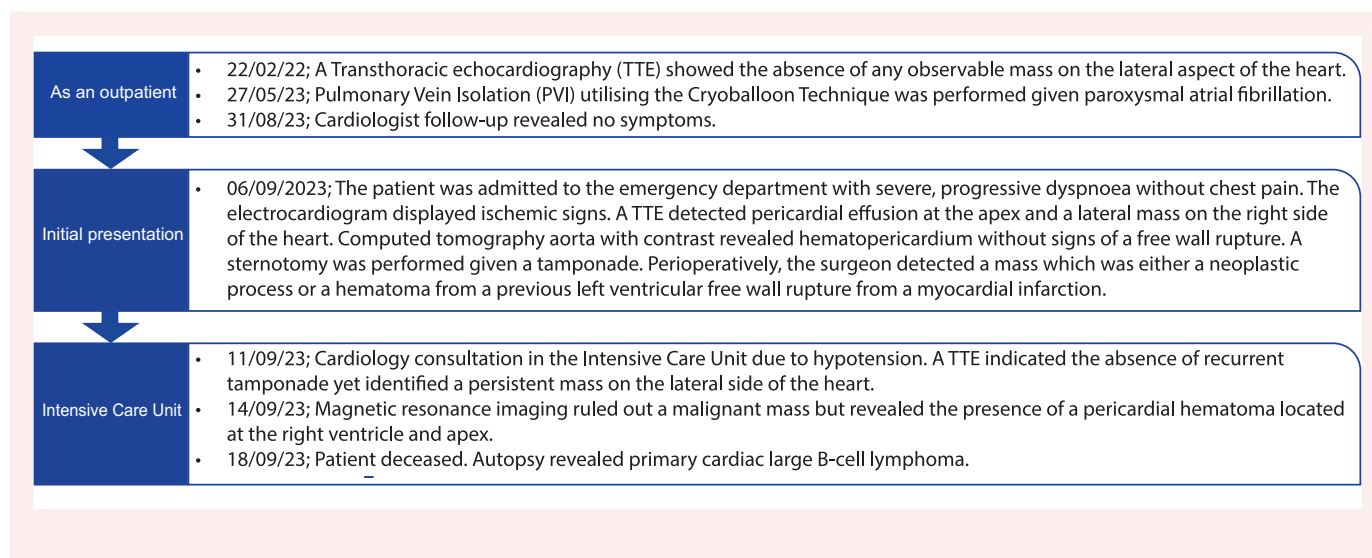 As an outpatient
• 22/02/22; A Transthoracic echocardiography (TTE) showed the absence of any observable mass on the lateral aspect of the heart.
• 27/05/23; Pulmonary Vein Isolation (PVI) utilising the Cryoballoon Technique was performed given paroxysmal atrial fibrillation.
• 31/08/23; Cardiologist follow-up revealed no symptoms.
Initial presentation
• 06/09/2023; The patient was admitted to the emergency department with severe, progressive dyspnoea without chest pain. The
electrocardiogram displayed ischemic signs. A TTE detected pericardial effusion at the apex and a lateral mass on the right side
of the heart. Computed tomography aorta with contrast revealed hematopericardium without signs of a free wall rupture. A
sternotomy was performed given a tamponade. Perioperatively, the surgeon detected a mass which was either a neoplastic
process or a hematoma from a previous left ventricular free wall rupture from a myocardial infarction.
Intensive Care Unit
• 11/09/23; Cardiology consultation in the Intensive Care Unit due to hypotension. A TTE indicated the absence of recurrent
tamponade yet identified a persistent mass on the lateral side of the heart.
• 14/09/23; Magnetic resonance imaging ruled out a malignant mass but revealed the presence of a pericardial hematoma located
at the right ventricle and apex.
• 18/09/23; Patient deceased. Autopsy revealed primary cardiac large B-cell lymphoma.